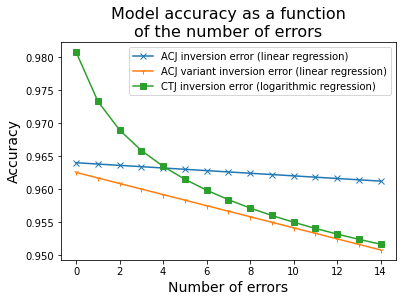 Model accuracy as a function
of the number of errors
ACJ inversion error (linear regression)
ACJ variant inversion error (linear regression)
CTJ inversion error (logarithmic regression)
Accuracy
0.980
0.975
0.970
0.965
0.960
0.955
0.950
0 2 4 6 8 10 12 14
Number of errors